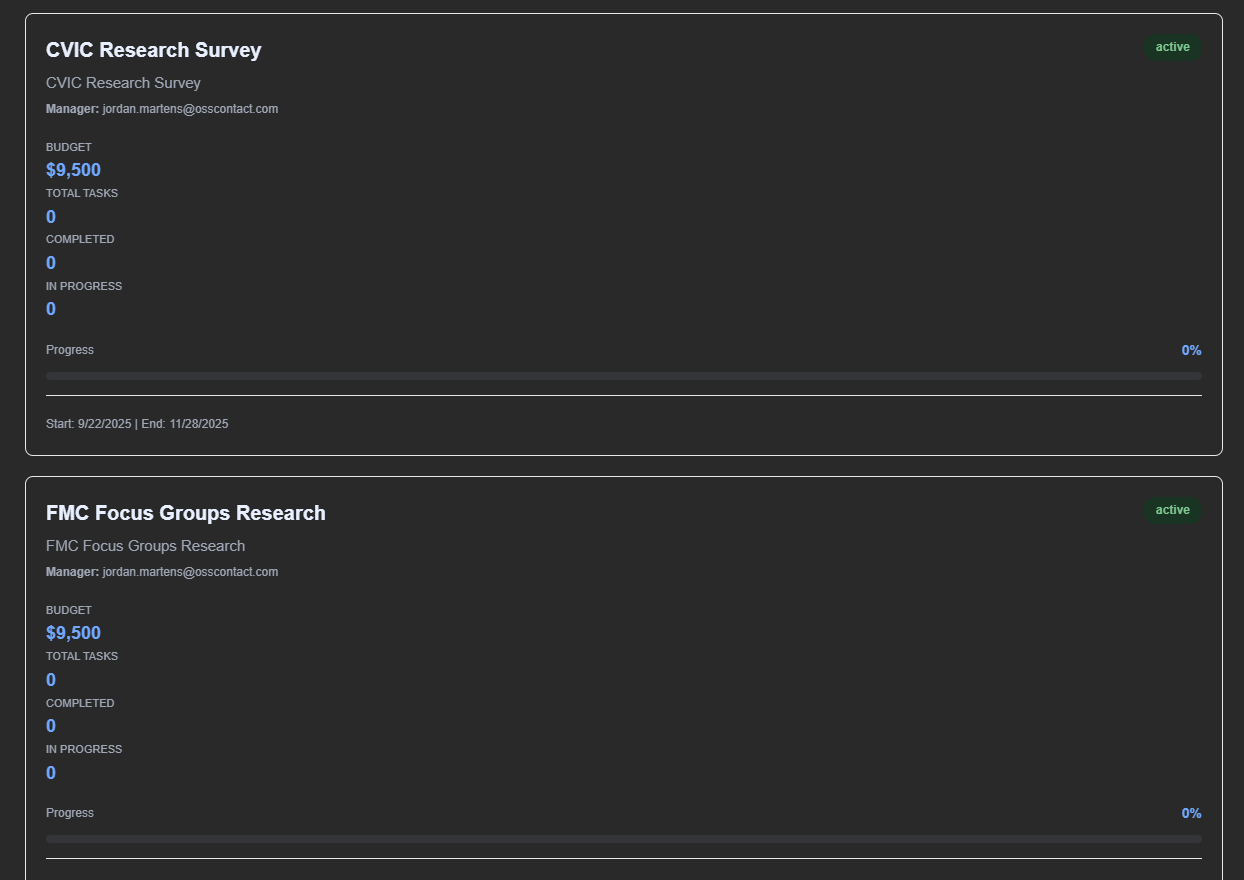 CVIC Research Survey
active
CVIC Research Survey
Manager: jordan.martens@osscontact.com
BUDGET
$9,500
TOTAL TASKS
0
COMPLETED
0
IN PROGRESS
0
Progress
0%
Start: 9/22/2025 | End: 11/28/2025
FMC Focus Groups Research
active
FMC Focus Groups Research
Manager: jordan.martens@osscontact.com
BUDGET
$9,500
TOTAL TASKS
0
COMPLETED
0
IN PROGRESS
0
Progress
0%